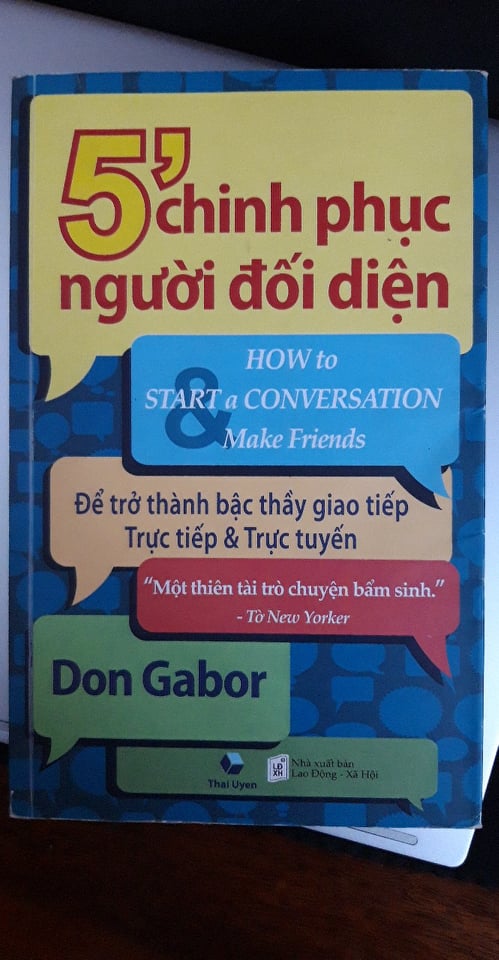 5' chinh phục
người đối diện
HOW to
START a CONVERSATION
& Make Friends
Để trở thành bậc thầy giao tiếp
Trực tiếp & Trực tuyến
"Một thiên tài trò chuyện bẩm sinh."
- Tờ New Yorker
Don Gabor
Thai Uyen
LĐ
XH
Nhà xuất bản
Lao Động - Xã Hội